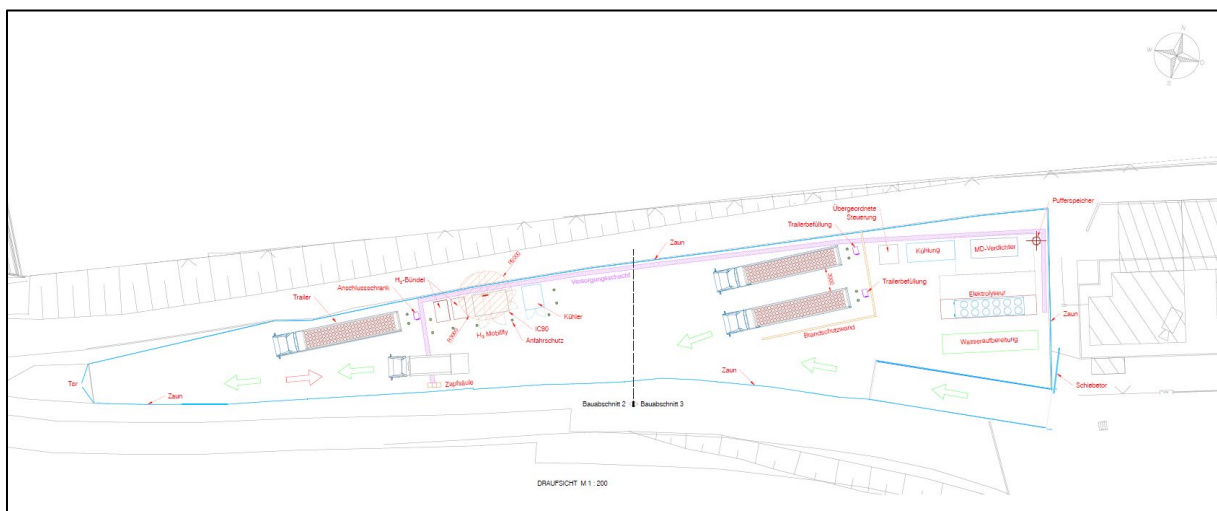 N
W
O
S
Pufferspeicher
Übergeordnete
Steuerung
Trailerbefüllung
Zaun
Kühlung
MD-Verdichter
H₂-Bündel
Anschlussschrank
Versorgungsschacht
Trailer
Trailerbefüllung
Elektrolyseur
Kühler
IC90
H₂ Mobility
Anfahrschutz
Zaun
Brandschutzwand
Wasseraufbereitung
Tor
Zaun
Zapfsäule
Zaun
Schiebetor
Bauabschnitt 2
Bauabschnitt 3
DRAUFSICHT M 1 : 200